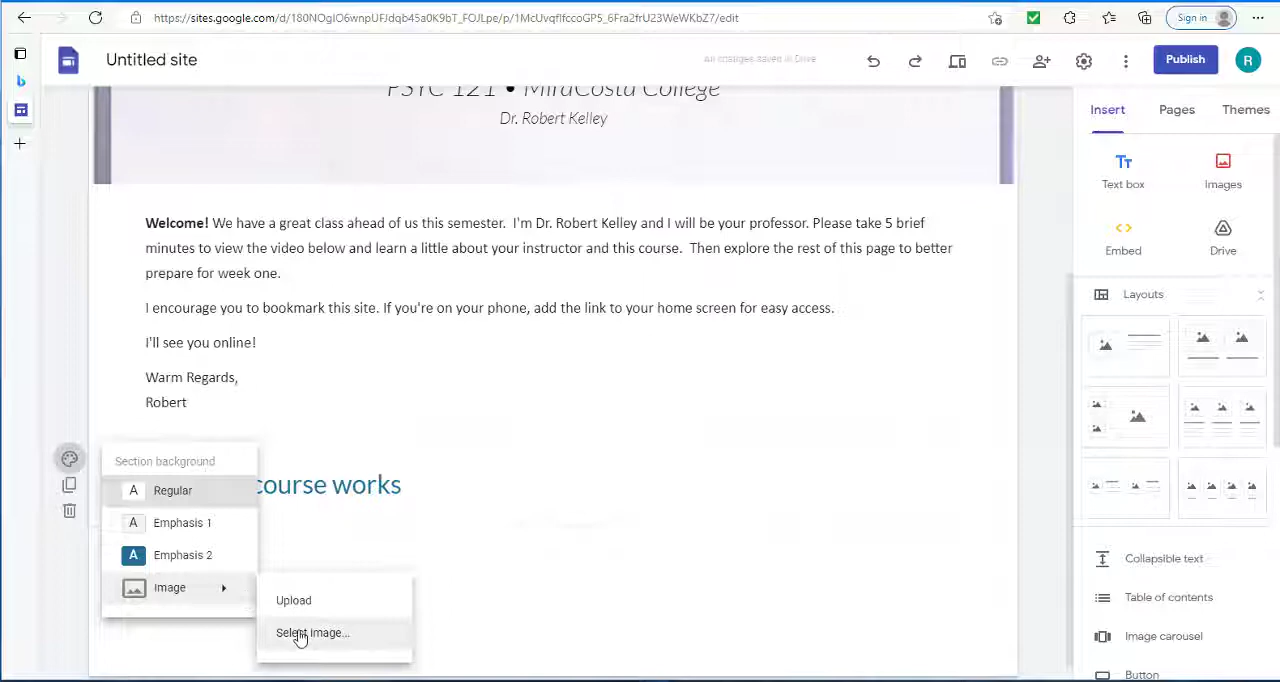 https://sites.google.com/d/180NOgIO6wnpUFJdqb45a0K9bT_FOJLpe/p/1McUvqfIfccoGP5_6Fra2frU23WeWKbZ7/edit
Sign in
Untitled site
All changes saved in Drive
Publish
R
PSYC 121 • MiraCosta College
Dr. Robert Kelley
Insert
Pages
Themes
Text box
Images
Embed
Drive
Layouts
Welcome! We have a great class ahead of us this semester. I'm Dr. Robert Kelley and I will be your professor. Please take 5 brief
minutes to view the video below and learn a little about your instructor and this course. Then explore the rest of this page to better
prepare for week one.
I encourage you to bookmark this site. If you're on your phone, add the link to your home screen for easy access.
I'll see you online!
Warm Regards,
Robert
course works
Section background
A Regular
A Emphasis 1
A Emphasis 2
Image
Upload
Select image...
Collapsible text
Table of contents
Image carousel
Button